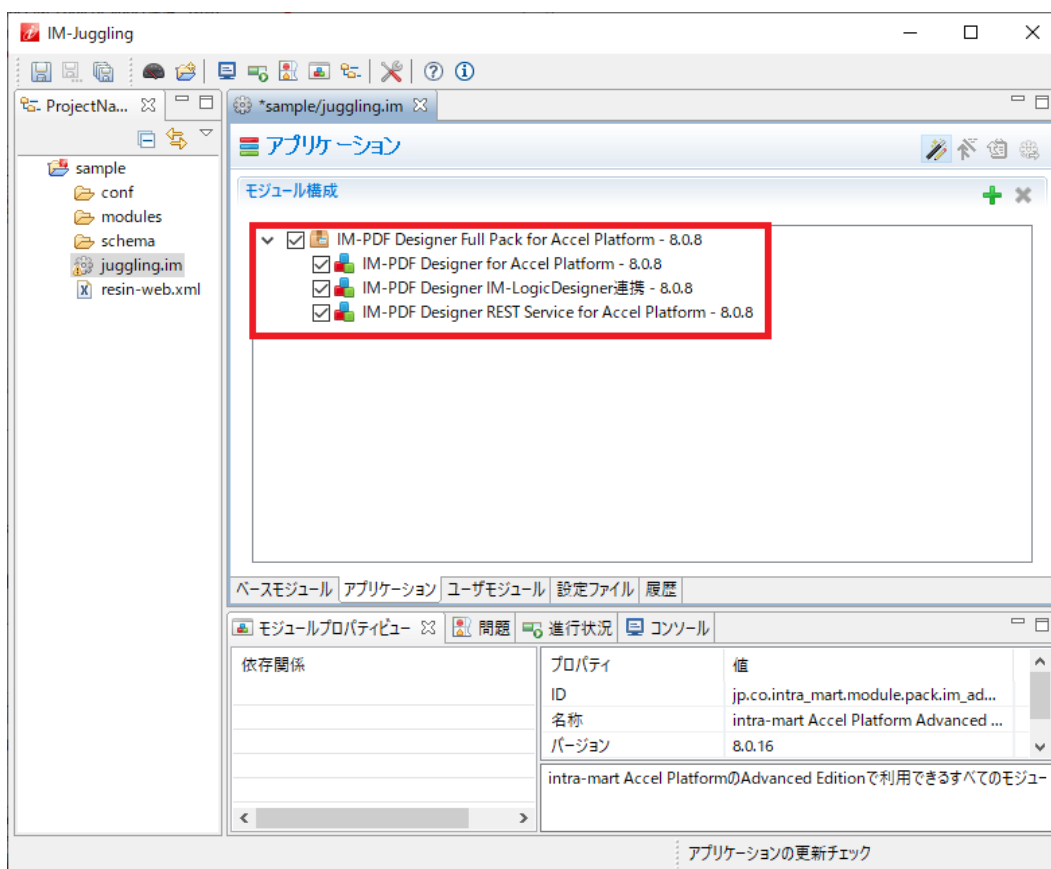 IM-Juggling
ProjectNa...
*sample/juggling.im
アプリケーション
sample
conf
modules
schema
juggling.im
resin-web.xml
モジュール構成
IM-PDF Designer Full Pack for Accel Platform - 8.0.8
IM-PDF Designer for Accel Platform - 8.0.8
IM-PDF Designer IM-LogicDesigner連携 - 8.0.8
IM-PDF Designer REST Service for Accel Platform - 8.0.8
ベースモジュール アプリケーション ユーザモジュール 設定ファイル 履歴
モジュールプロパティビュー 問題 進行状況 コンソール
依存関係
プロパティ 値
ID jp.co.intra_mart.module.pack.im_ad...
名称 intra-mart Accel Platform Advanced ...
バージョン 8.0.16
intra-mart Accel PlatformのAdvanced Editionで利用できるすべてのモジュー
アプリケーションの更新チェック